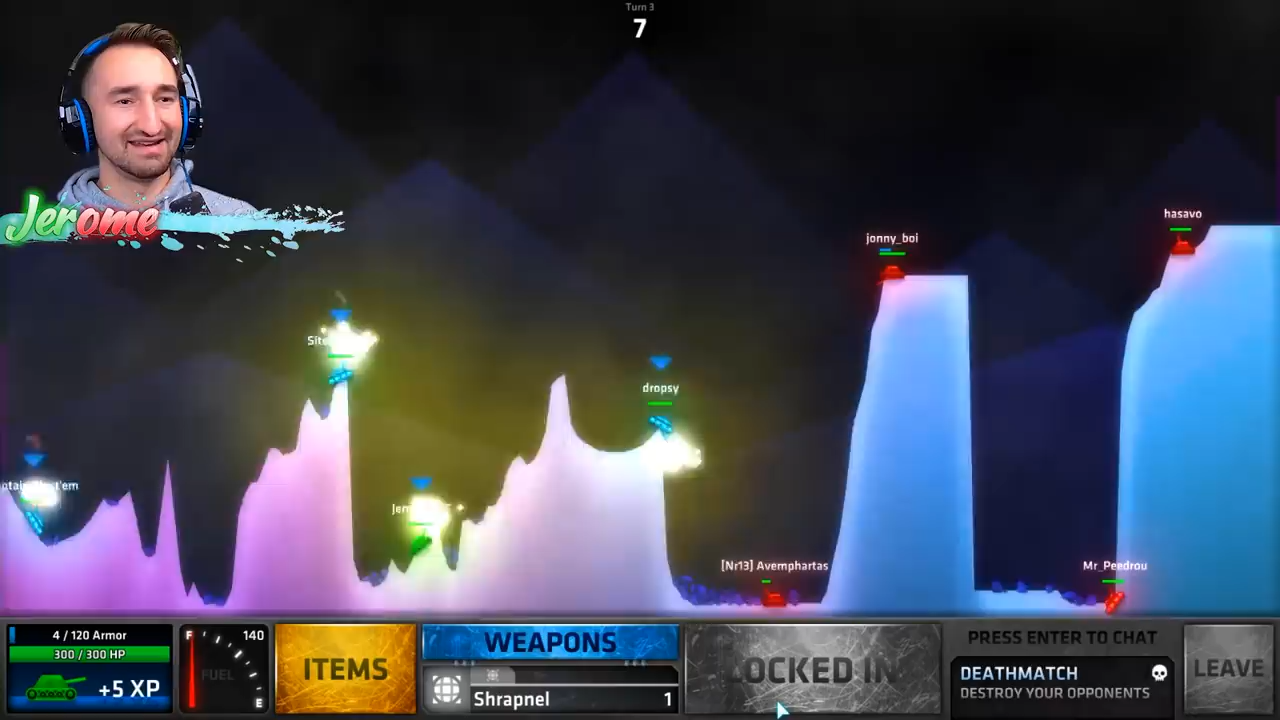 Turn 3
7
Jerome
hasavo
jonny_boi
dropsy
[Nr13] Avemphartas
Mr_Peedrou
4 / 120 Armor
300 / 300 HP
+5 XP
F
140
FUEL
E
ITEMS
WEAPONS
Shrapnel
1
LOCKED IN
PRESS ENTER TO CHAT
DEATHMATCH
DESTROY YOUR OPPONENTS
LEAVE